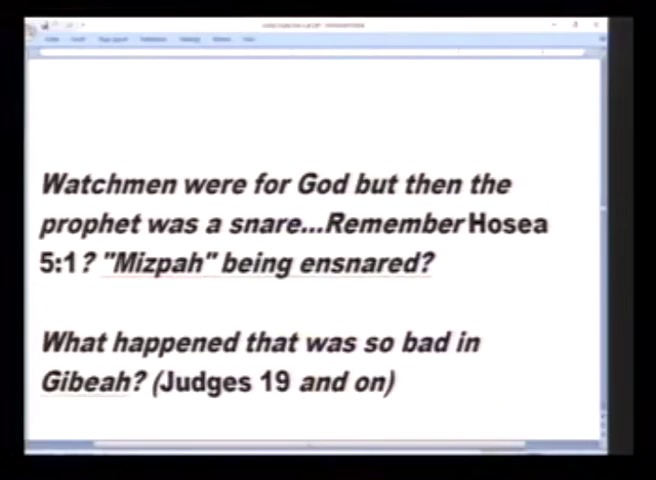 Watchmen were for God but then the
prophet was a snare...Remember Hosea
5:1? "Mizpah" being ensnared?
What happened that was so bad in
Gibeah? (Judges 19 and on)